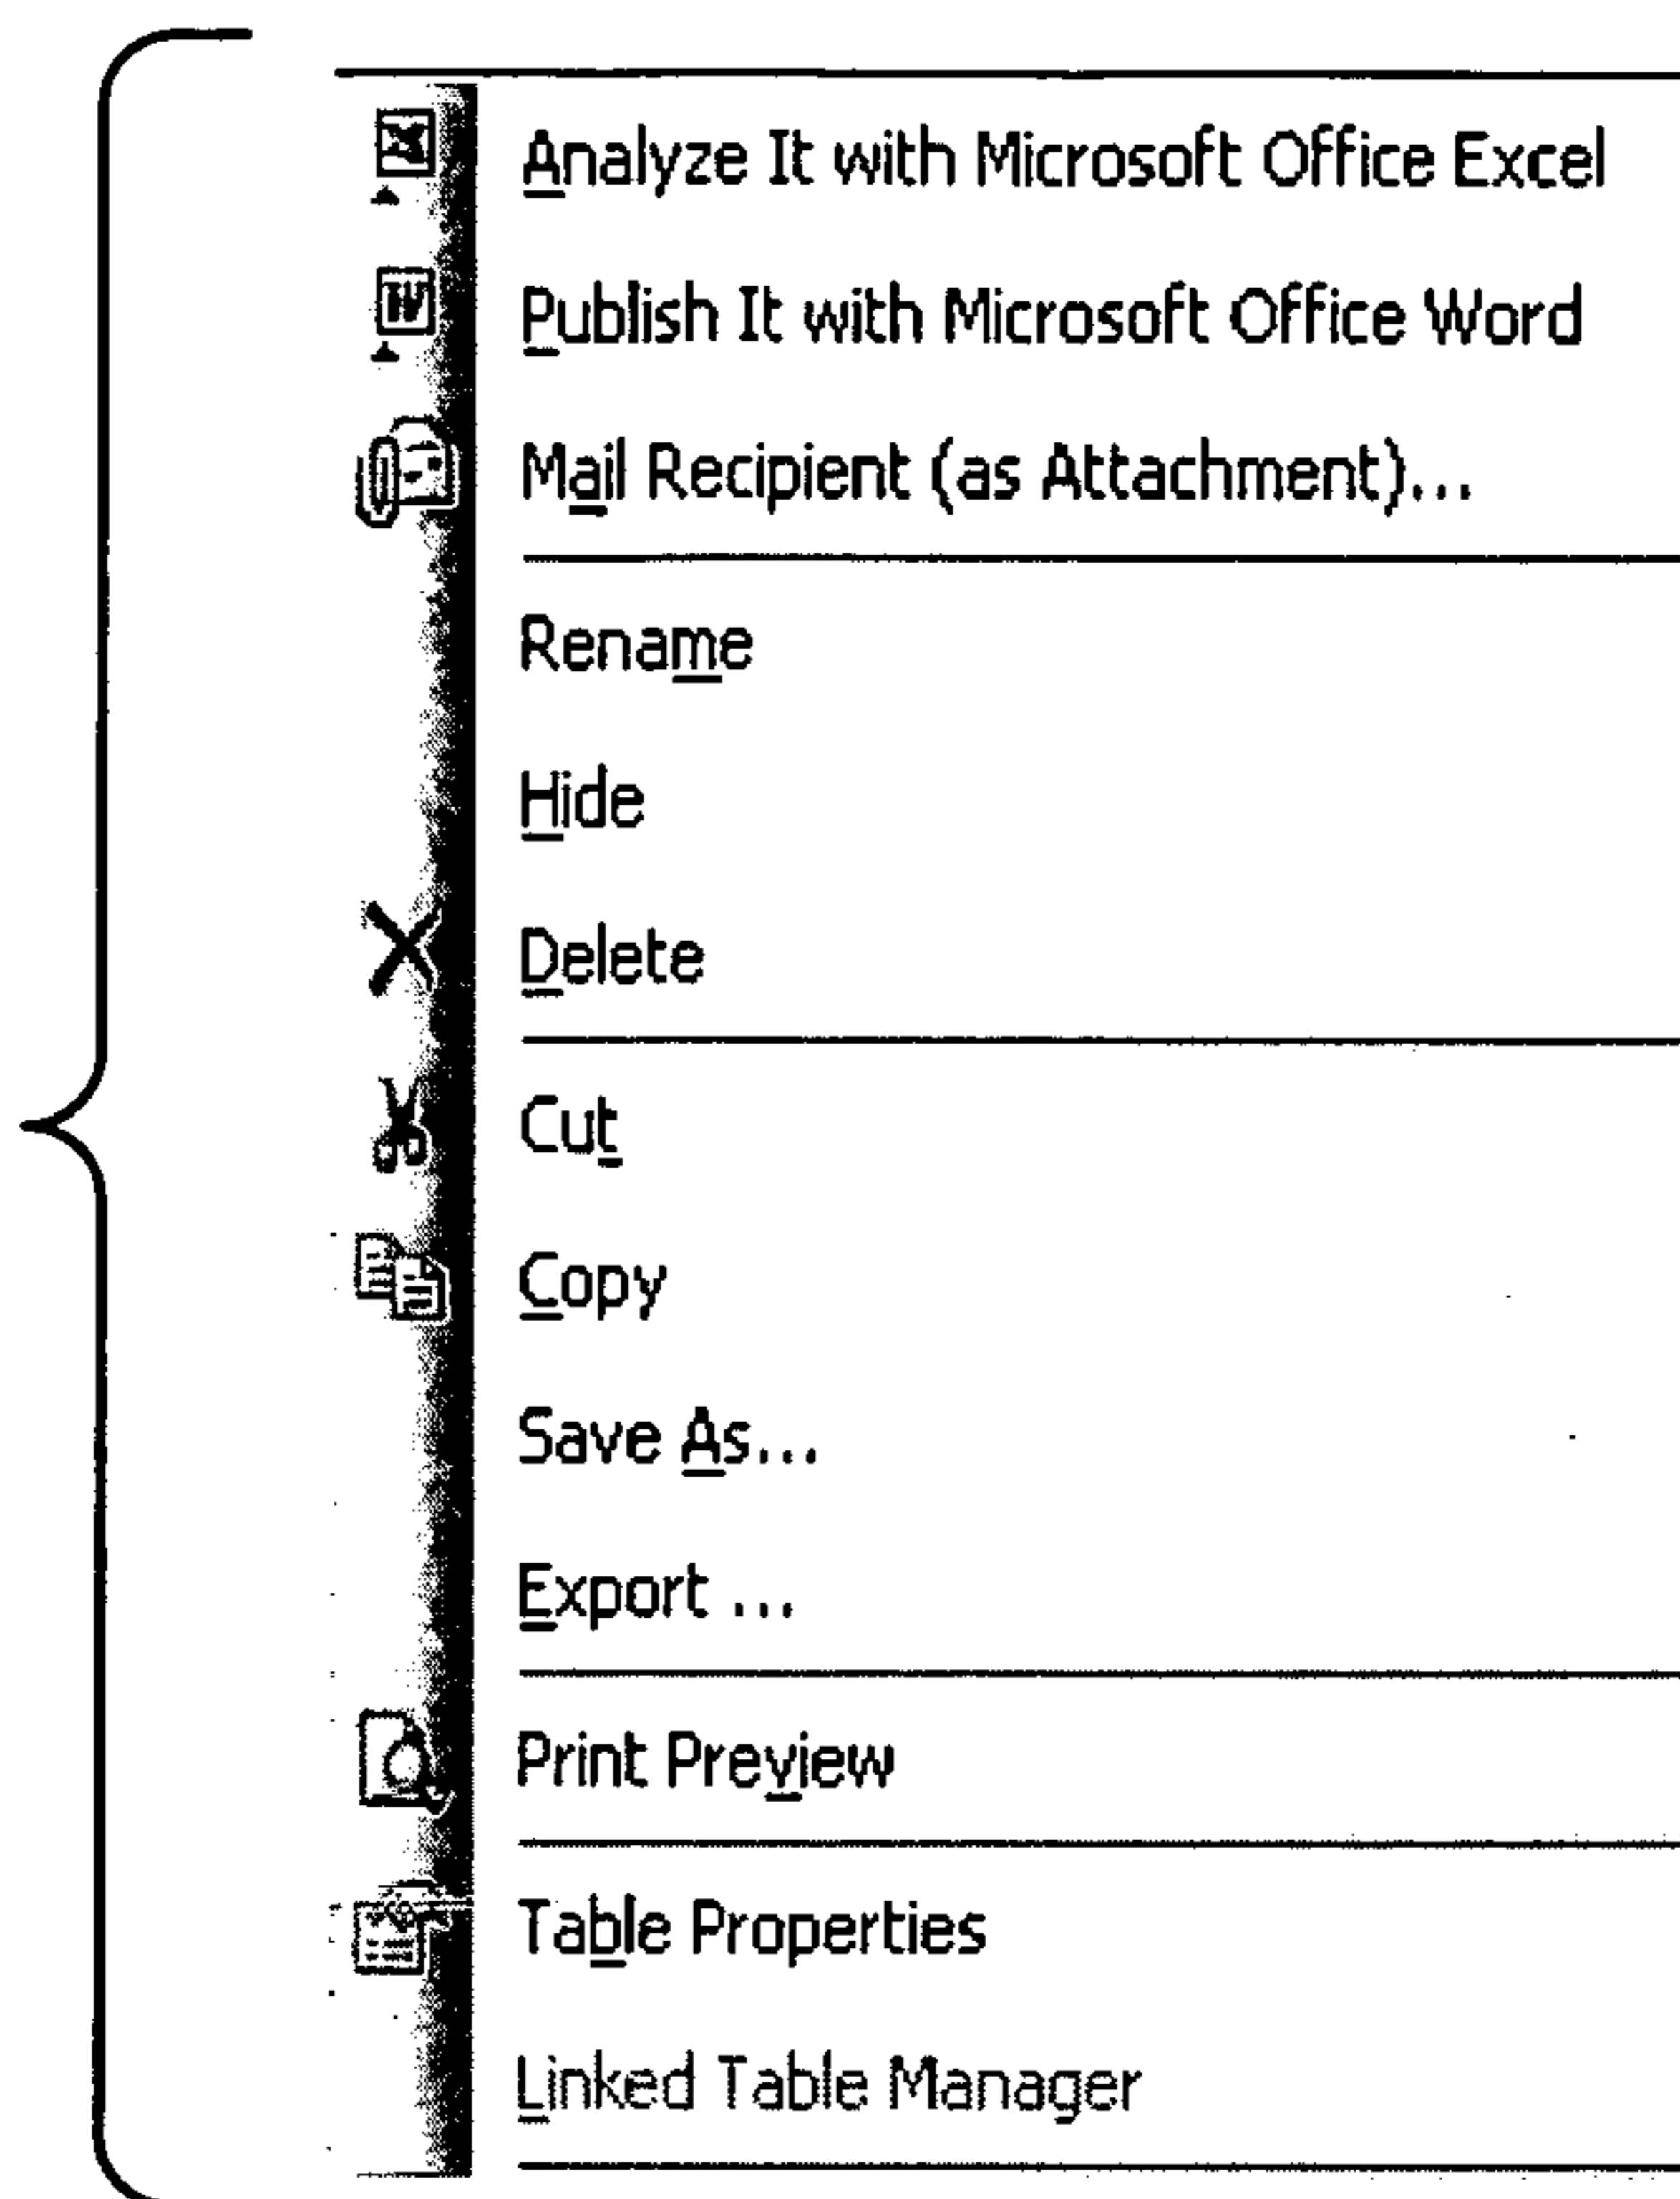 Analyze It with Microsoft Office Excel
Publish It with Microsoft Office Word
Mail Recipient (as Attachment)...
Rename
Hide
Delete
Cut
Copy
Save As...
Export ...
Print Preview
Table Properties
Linked Table Manager